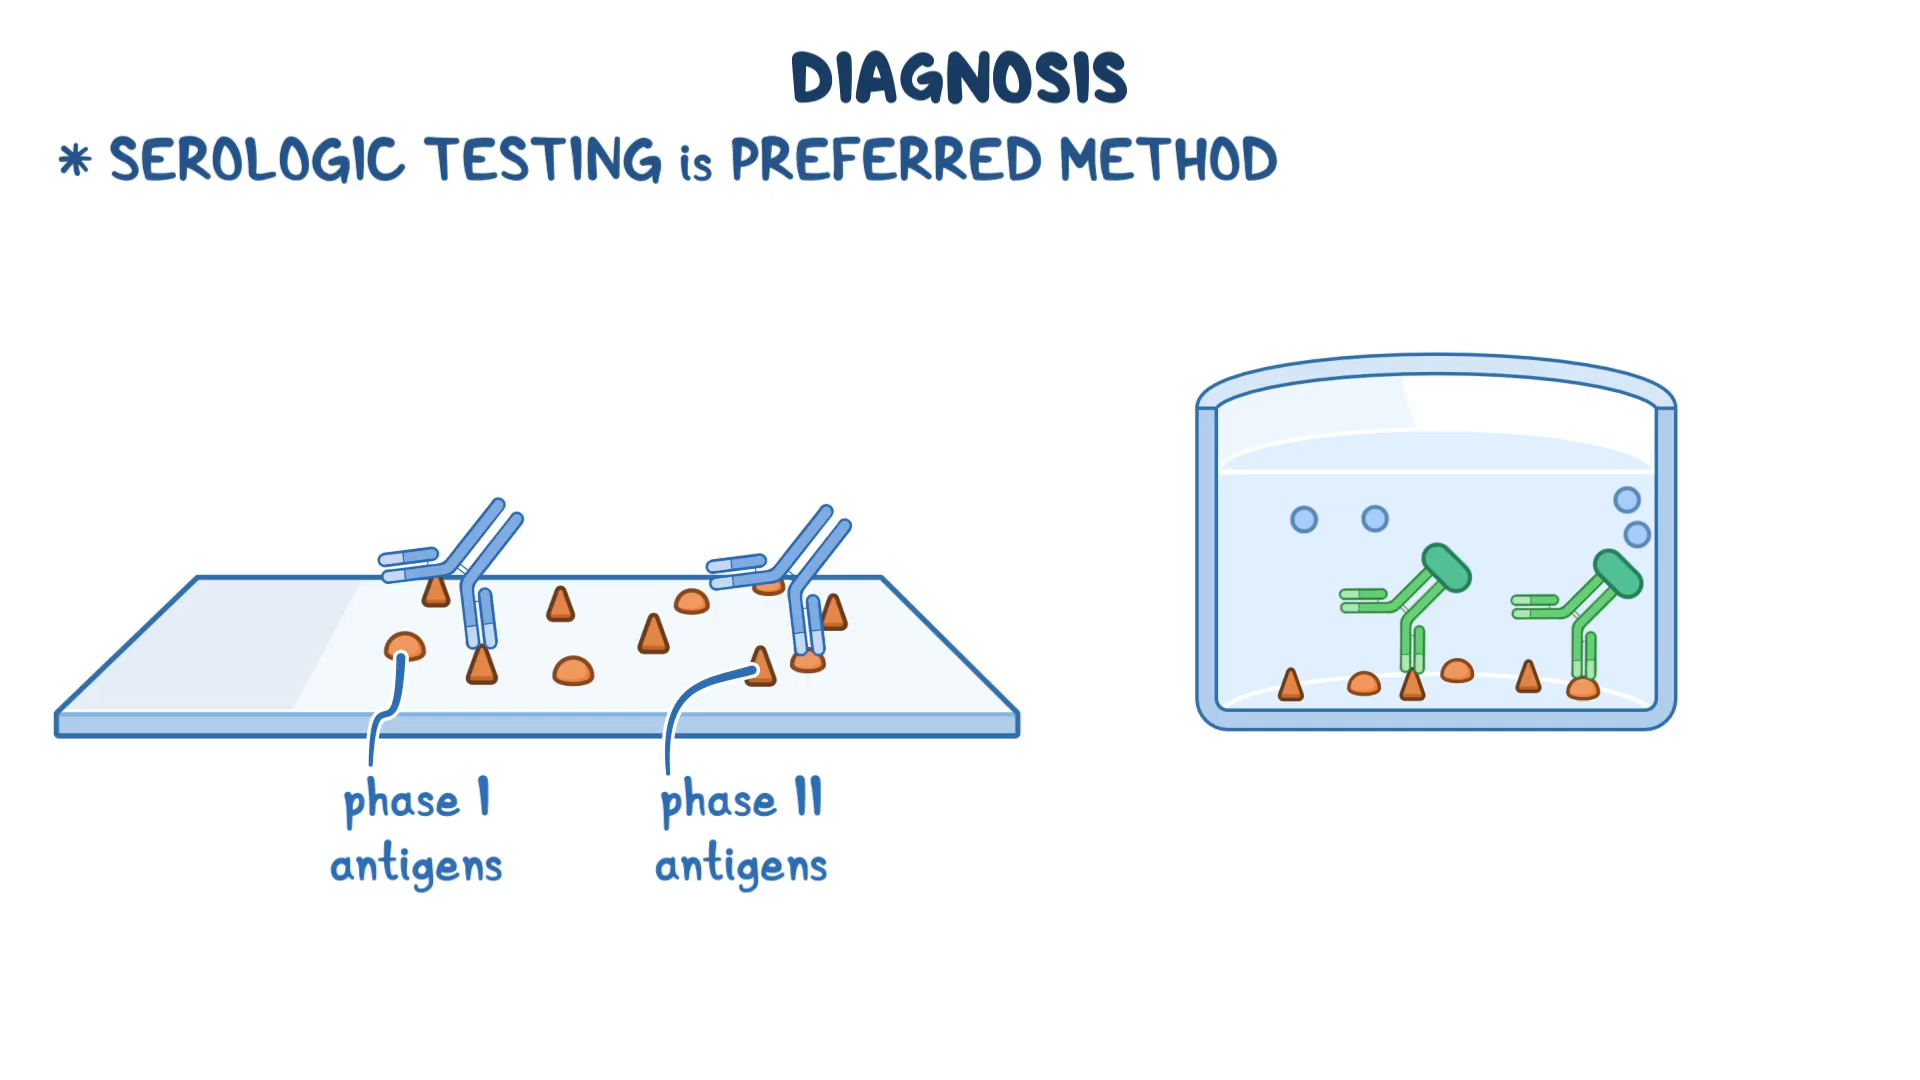 DIAGNOSIS
* SEROLOGIC TESTING is PREFERRED METHOD
phase I
antigens
phase II
antigens